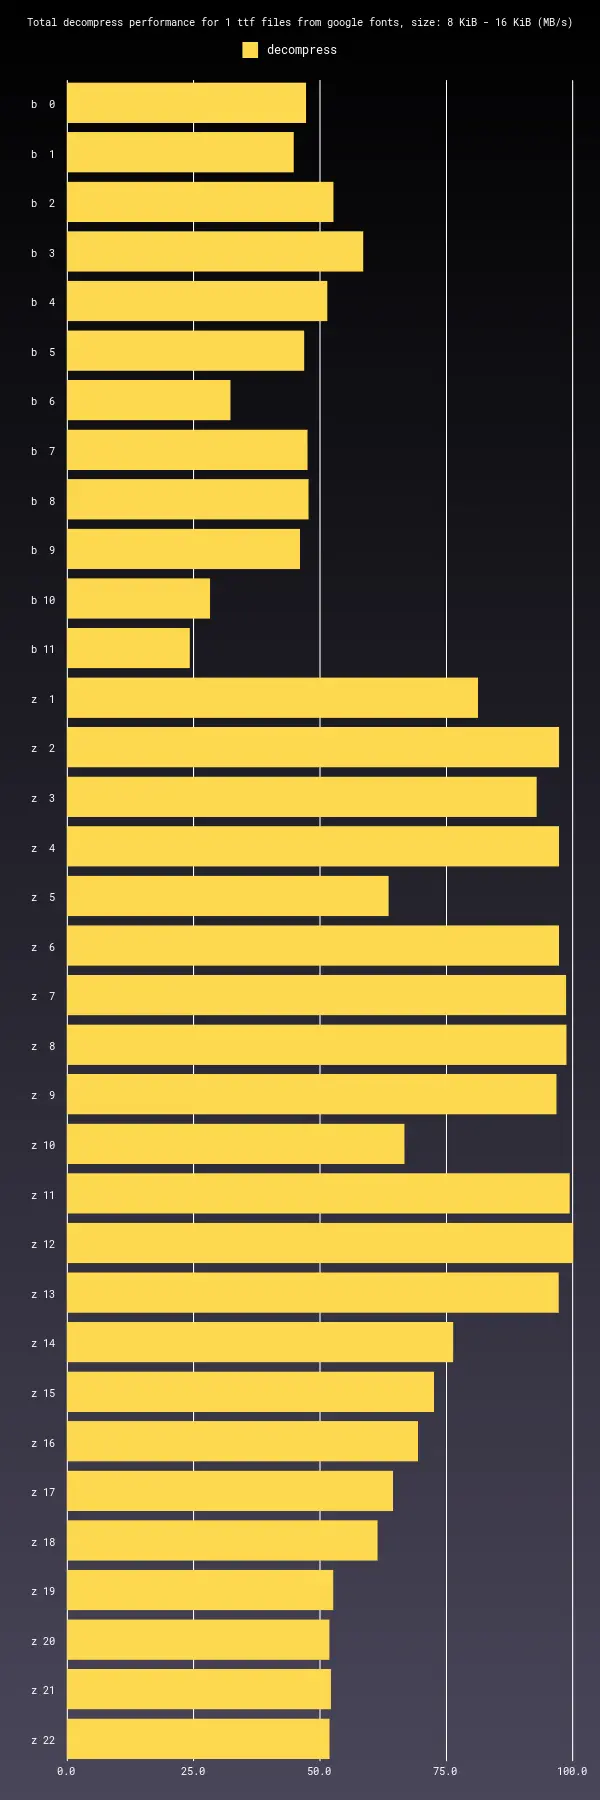 Total decompress performance for 1 ttf files from google fonts, size: 8 KiB - 16 KiB (MB/s)
decompress
b  0
b  1
b  2
b  3
b  4
b  5
b  6
b  7
b  8
b  9
b 10
b 11
z  1
z  2
z  3
z  4
z  5
z  6
z  7
z  8
z  9
z 10
z 11
z 12
z 13
z 14
z 15
z 16
z 17
z 18
z 19
z 20
z 21
z 22
0.0 25.0 50.0 75.0 100.0